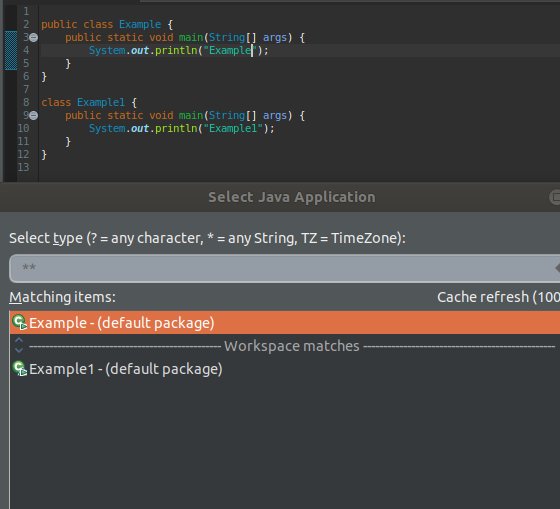 1
2 public class Example {
3 public static void main(String[] args) {
4 System.out.println("Example");
5 }
6 }
7
8 class Example1 {
9 public static void main(String[] args) {
10 System.out.println("Example1");
11 }
12 }
13
Select Java Application
Select type (? = any character, * = any String, TZ = TimeZone):
**
Matching items: Cache refresh (100
Example - (default package)
Workspace matches
Example1 - (default package)